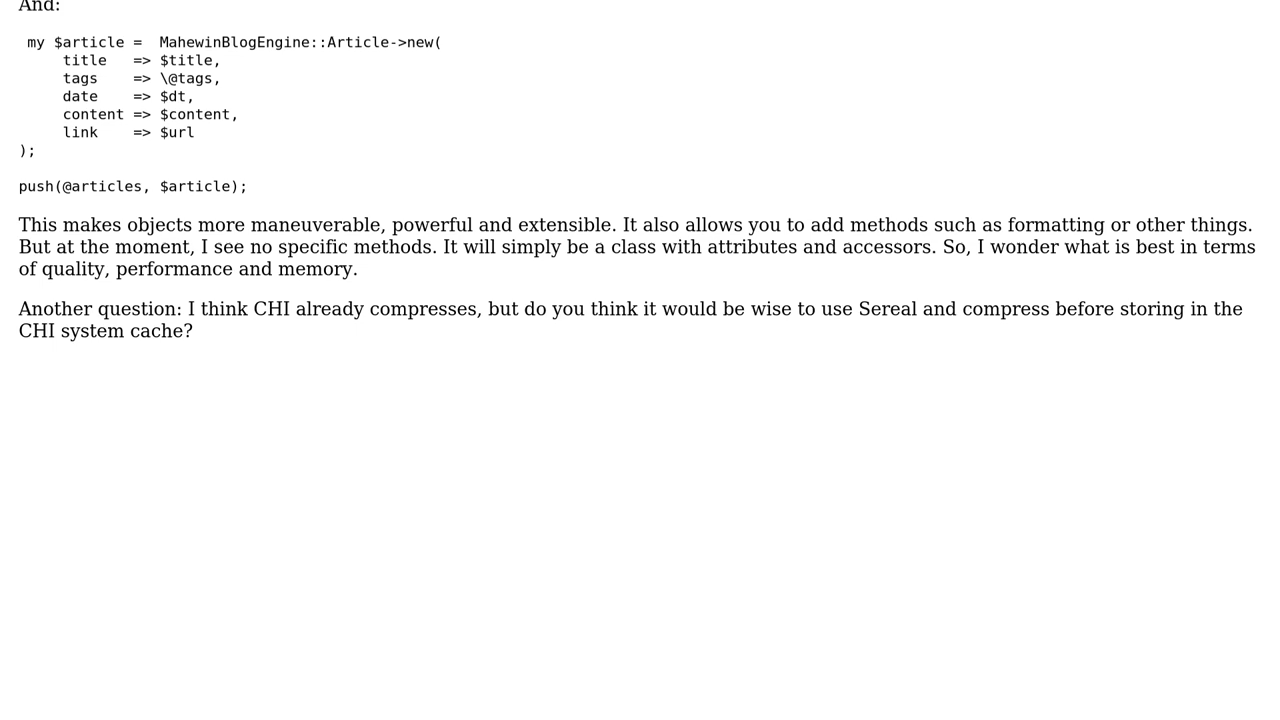 And:
my $article =  MahewinBlogEngine::Article->new(
     title   => $title,
     tags    => \@tags,
     date    => $dt,
     content => $content,
     link    => $url
);
push(@articles, $article);
This makes objects more maneuverable, powerful and extensible. It also allows you to add methods such as formatting or other things.
But at the moment, I see no specific methods. It will simply be a class with attributes and accessors. So, I wonder what is best in terms
of quality, performance and memory.
Another question: I think CHI already compresses, but do you think it would be wise to use Sereal and compress before storing in the
CHI system cache?